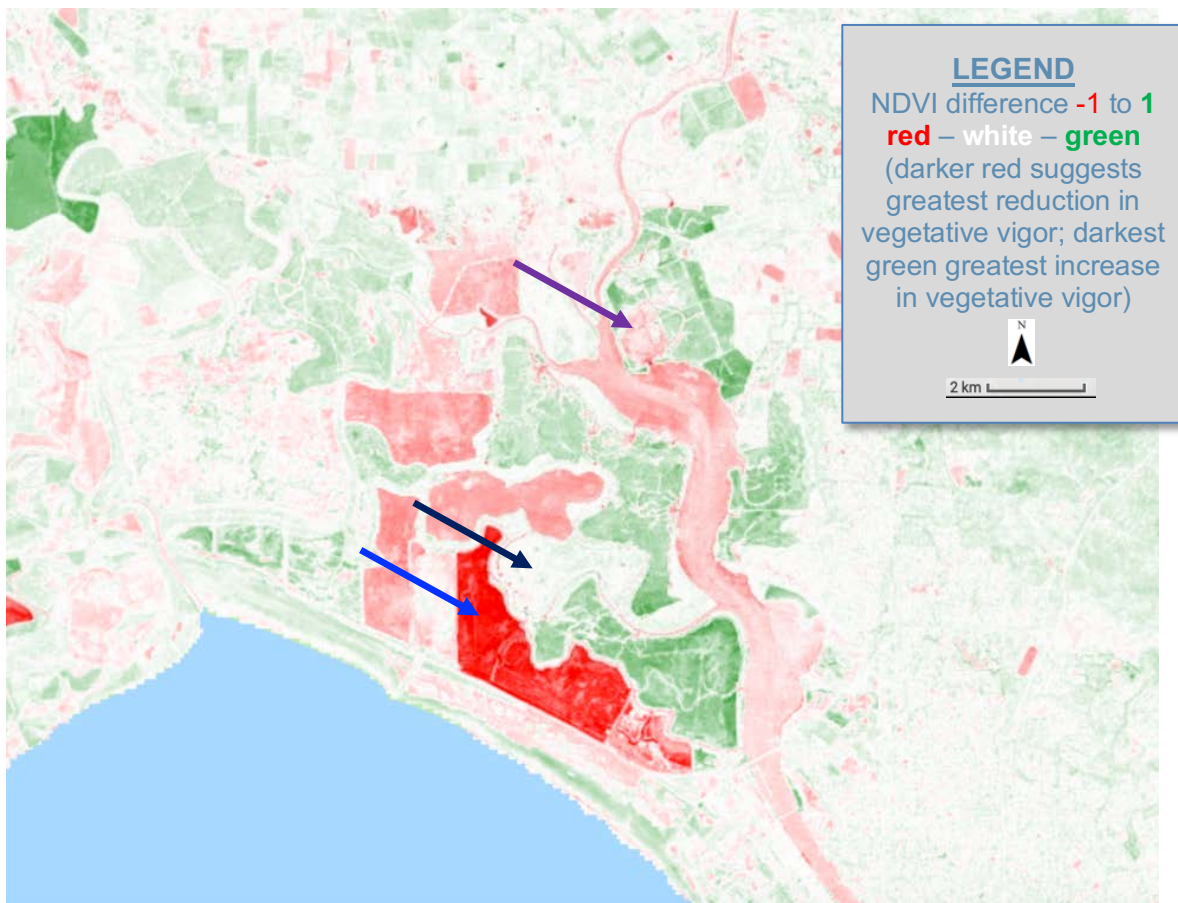 LEGEND
NDVI difference -1 to 1
red – white – green
(darker red suggests
greatest reduction in
vegetative vigor; darkest
green greatest increase
in vegetative vigor)
N
2 km